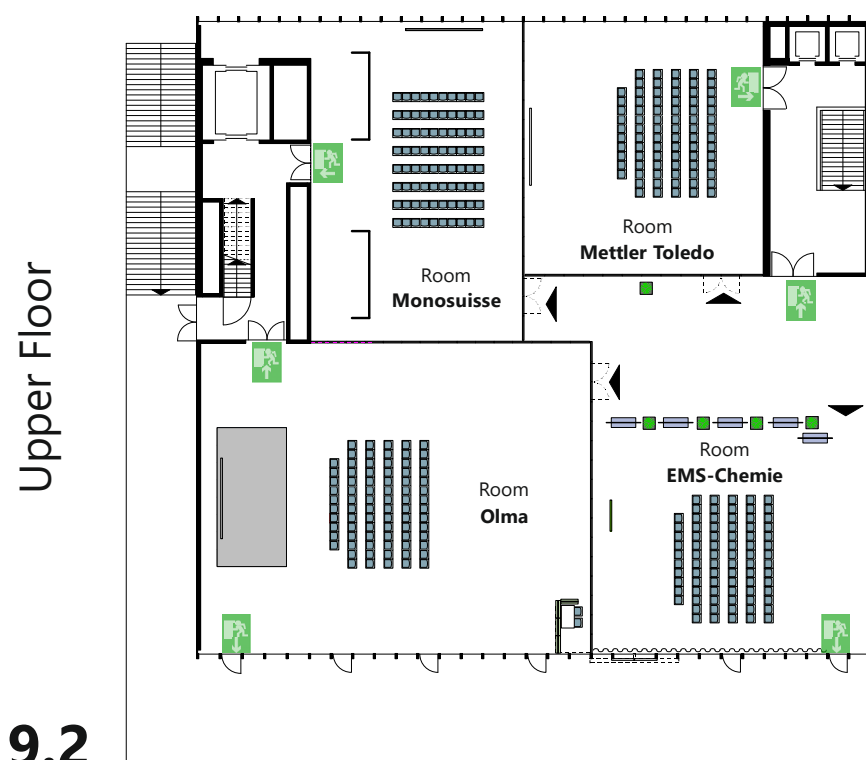 Room
Mettler Toledo
Room
Monosuisse
Upper Floor
Room
EMS-Chemie
Room
Olma
9.2